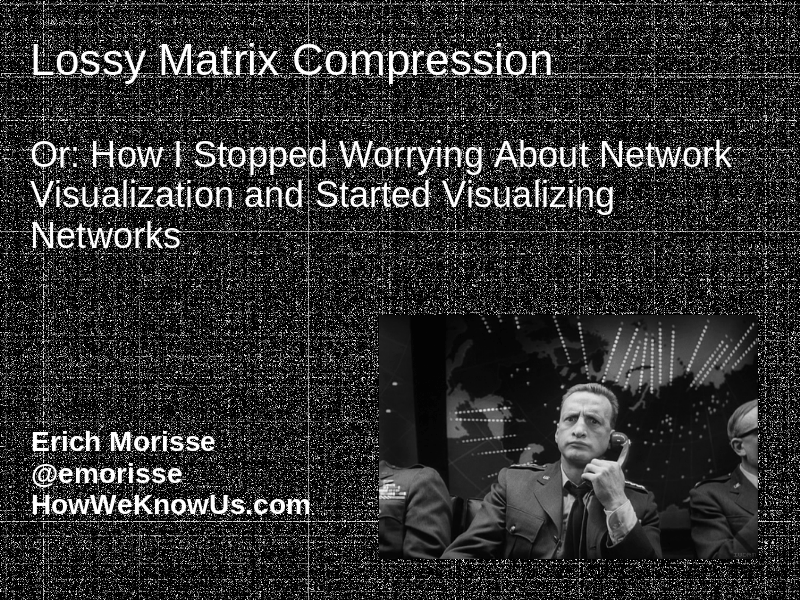 Lossy Matrix Compression
Or: How I Stopped Worrying About Network
Visualization and Started Visualizing
Networks
Erich Morisse
@emorisse
HowWeKnowUs.com